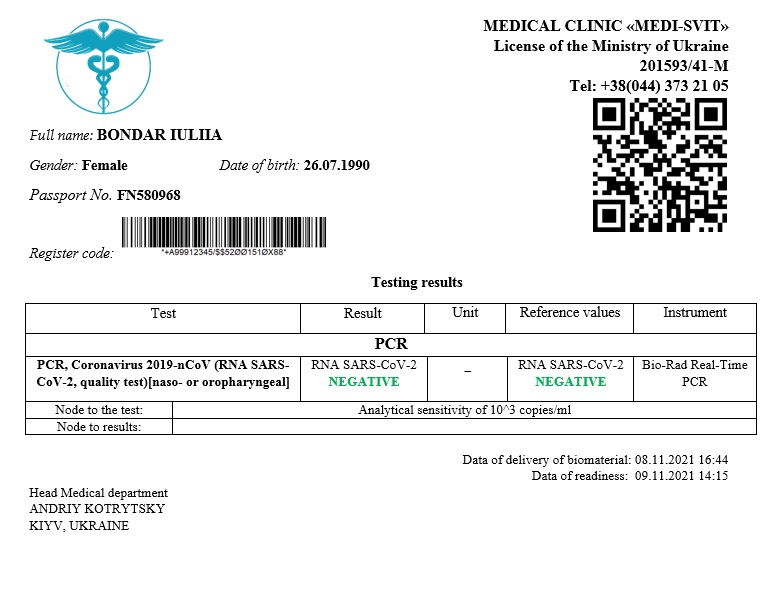 MEDICAL CLINIC «MEDI-SVIT»
License of the Ministry of Ukraine
201593/41-M
Tel: +38(044) 373 21 05
Full name: BONDAR IULIIA
Gender: Female Date of birth: 26.07.1990
Passport No. FN580968
Register code:
*+A99912345/$$52ØØ151ØX88*
Testing results
Test Result Unit Reference values Instrument
PCR
PCR, Coronavirus 2019-nCoV (RNA SARS- RNA SARS-CoV-2 – RNA SARS-CoV-2 Bio-Rad Real-Time
CoV-2, quality test)[naso- or oropharyngeal] NEGATIVE NEGATIVE PCR
Node to the test: Analytical sensitivity of 10^3 copies/ml
Node to results:
Data of delivery of biomaterial: 08.11.2021 16:44
Data of readiness: 09.11.2021 14:15
Head Medical department
ANDRIY KOTRYTSKY
KIYV, UKRAINE